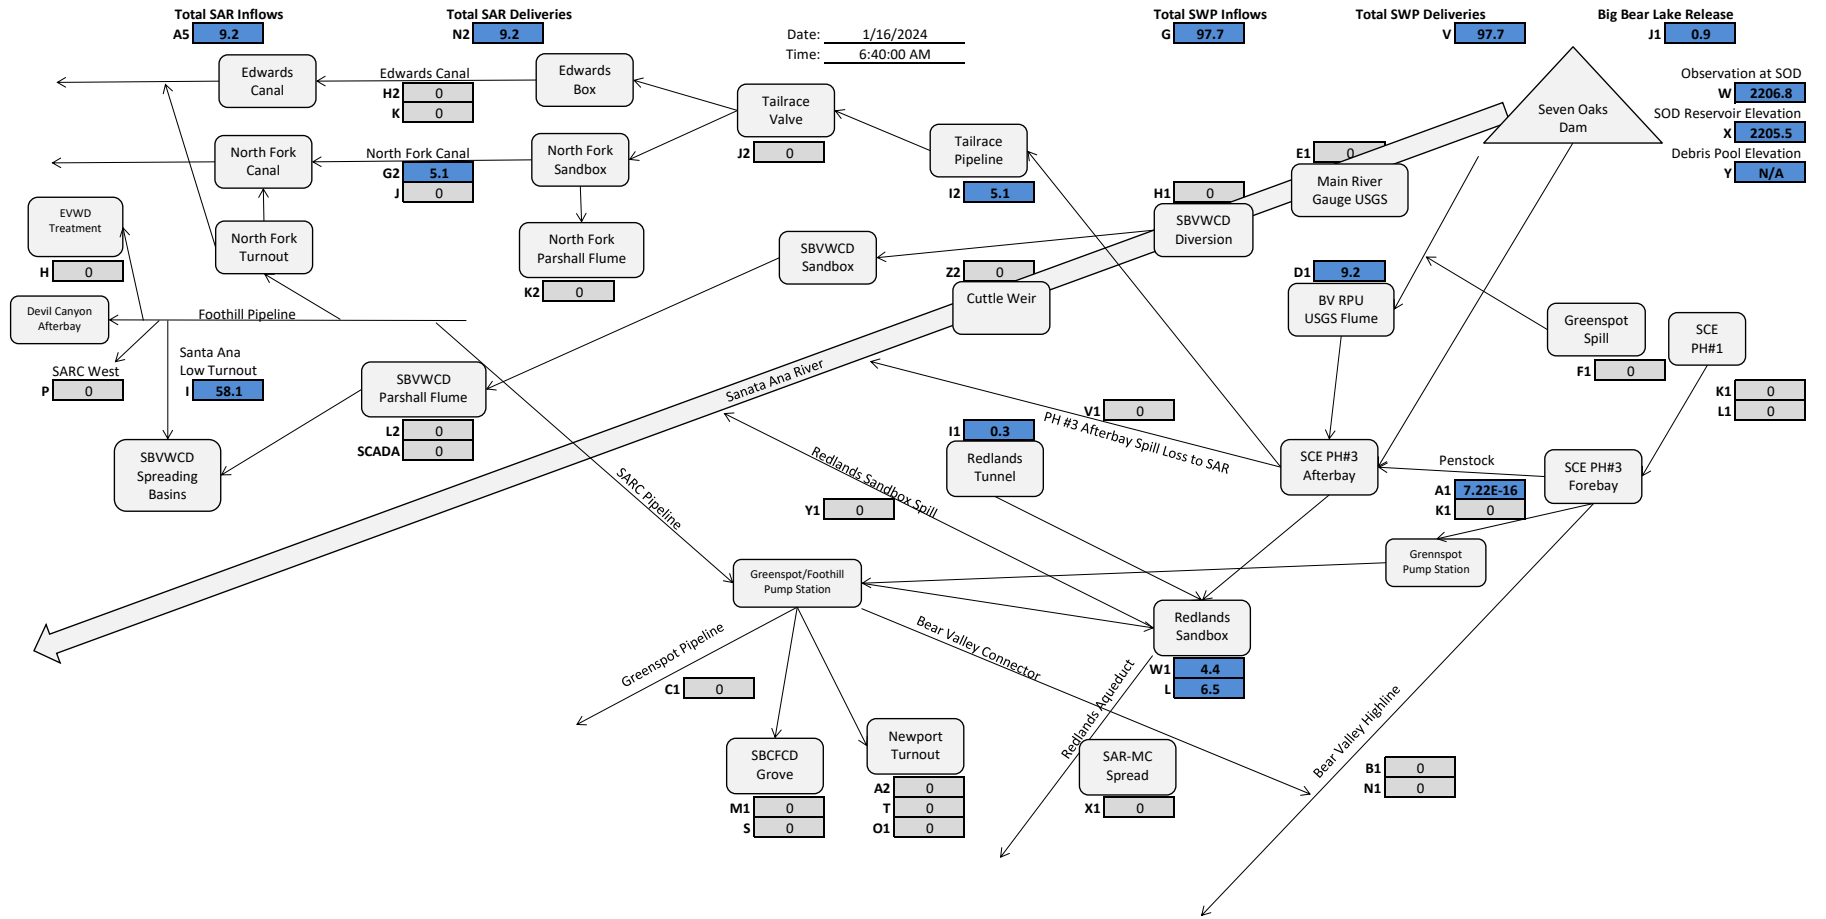 Total SAR Inflows
A5 9.2
Total SAR Deliveries
N2 9.2
Date: 1/16/2024
Time: 6:40:00 AM
Total SWP Inflows
G 97.7
Total SWP Deliveries
V 97.7
Big Bear Lake Release
J1 0.9
Observation at SOD
W 2206.8
SOD Reservoir Elevation
X 2205.5
Debris Pool Elevation
Y N/A
Seven Oaks
Dam
Edwards
Canal
Edwards Canal
H2 0
K 0
Edwards
Box
Tailrace
Valve
J2 0
Tailrace
Pipeline
I2 5.1
E1 0
Main River
Gauge USGS
H1 0
SBVWCD
Diversion
North Fork
Canal
North Fork Canal
G2 5.1
J 0
North Fork
Sandbox
North Fork
Parshall Flume
K2 0
EVWD
Treatment
H 0
North Fork
Turnout
SBVWCD
Sandbox
Z2 0
Cuttle Weir
D1 9.2
BV RPU
USGS Flume
Greenspot
Spill
F1 0
SCE
PH#1
K1 0
L1 0
Devil Canyon
Afterbay
Foothill Pipeline
SARC West
P 0
Santa Ana
Low Turnout
I 58.1
SBVWCD
Parshall Flume
L2 0
SCADA 0
SBVWCD
Spreading
Basins
Sanata Ana River
V1 0
PH #3 Afterbay Spill Loss to SAR
I1 0.3
Redlands
Tunnel
Redlands Sandbox Spill
Y1 0
SARC Pipeline
SCE PH#3
Afterbay
Penstock
A1 7.22E-16
K1 0
SCE PH#3
Forebay
Grennspot
Pump Station
Greenspot/Foothill
Pump Station
Redlands
Sandbox
W1 4.4
L 6.5
Greenspot Pipeline
C1 0
Bear Valley Connector
Redlands Aqueduct
Bear Valley Highline
SBCFCD
Grove
M1 0
S 0
Newport
Turnout
A2 0
T 0
O1 0
SAR-MC
Spread
X1 0
B1 0
N1 0